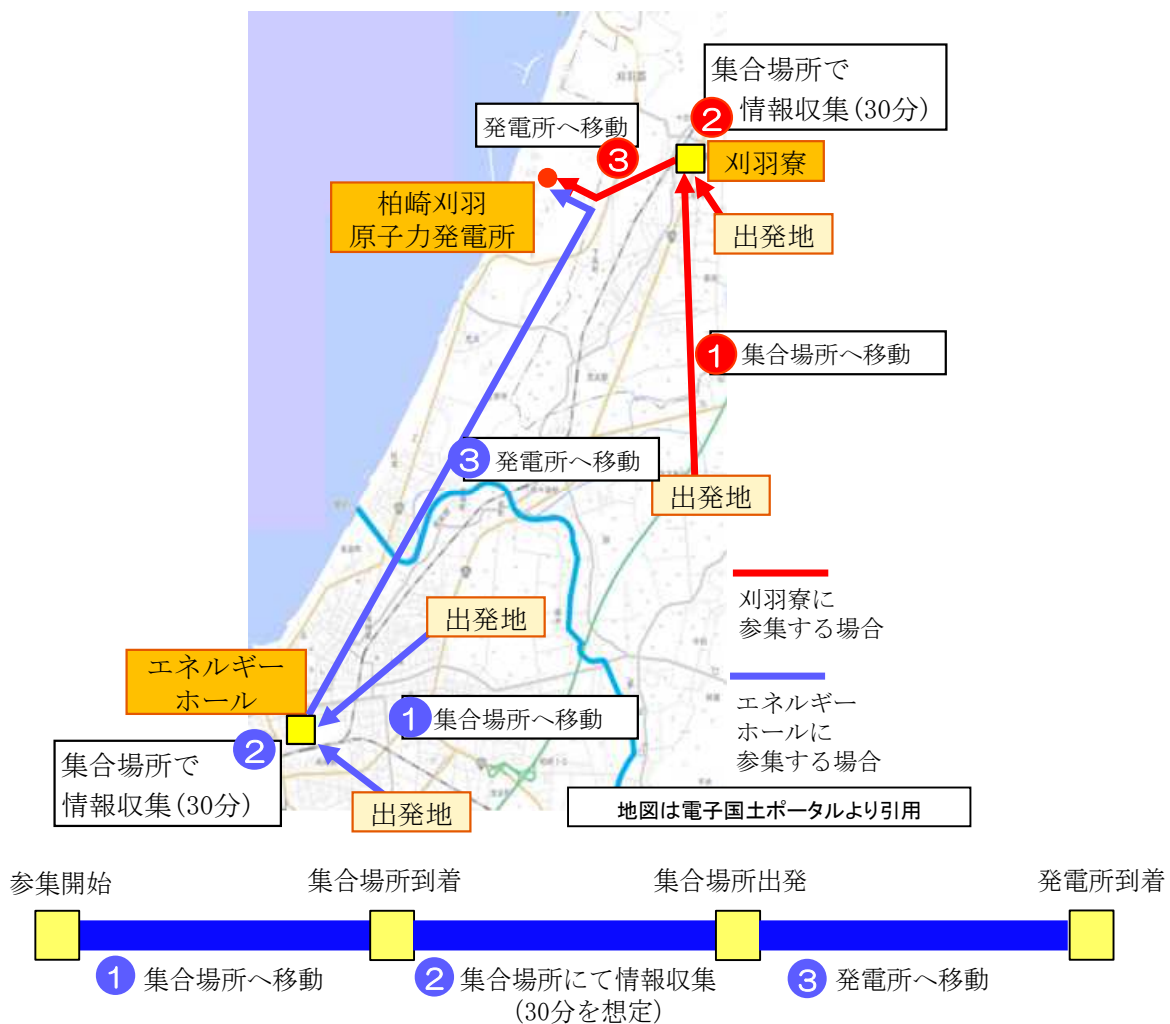 集合場所で
情報収集(30分)
②
発電所へ移動
③
刈羽寮
柏崎刈羽
原子力発電所
出発地
①
集合場所へ移動
③
発電所へ移動
出発地
刈羽寮に
参集する場合
出発地
エネルギー
ホール
エネルギー
ホールに
参集する場合
①
集合場所へ移動
②
集合場所で
情報収集(30分)
出発地
地図は電子国土ポータルより引用
参集開始
集合場所到着
集合場所出発
発電所到着
① 集合場所へ移動
② 集合場所にて情報収集
(30分を想定)
③ 発電所へ移動